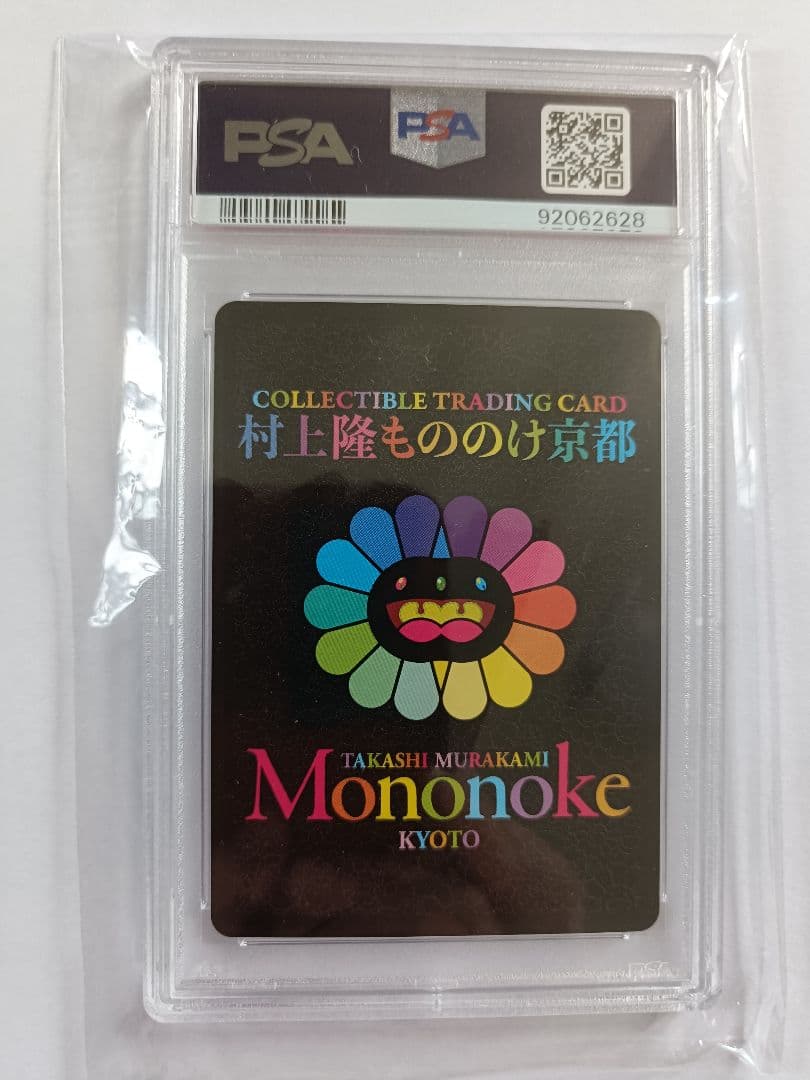 PSA PSA
92062628
COLLECTIBLE TRADING CARD
村上隆もののけ京都
TAKASHI MURAKAMI
Mononoke
KYOTO
PSA